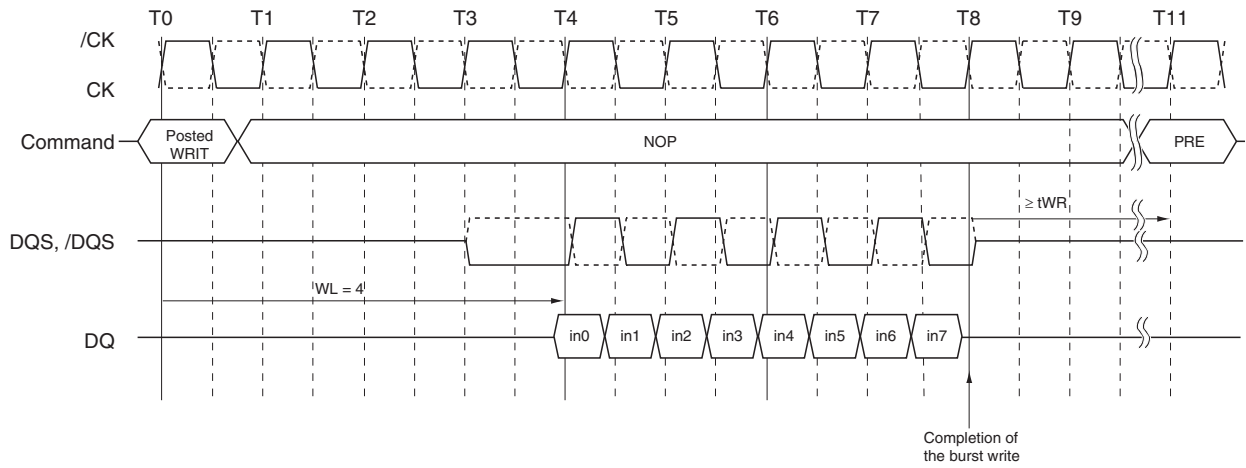 T0 T1 T2 T3 T4 T5 T6 T7 T8 T9 T11
/CK
CK
Command
Posted
WRIT
NOP
PRE
≥ tWR
DQS, /DQS
WL = 4
DQ
in0 in1 in2 in3 in4 in5 in6 in7
Completion of
the burst write